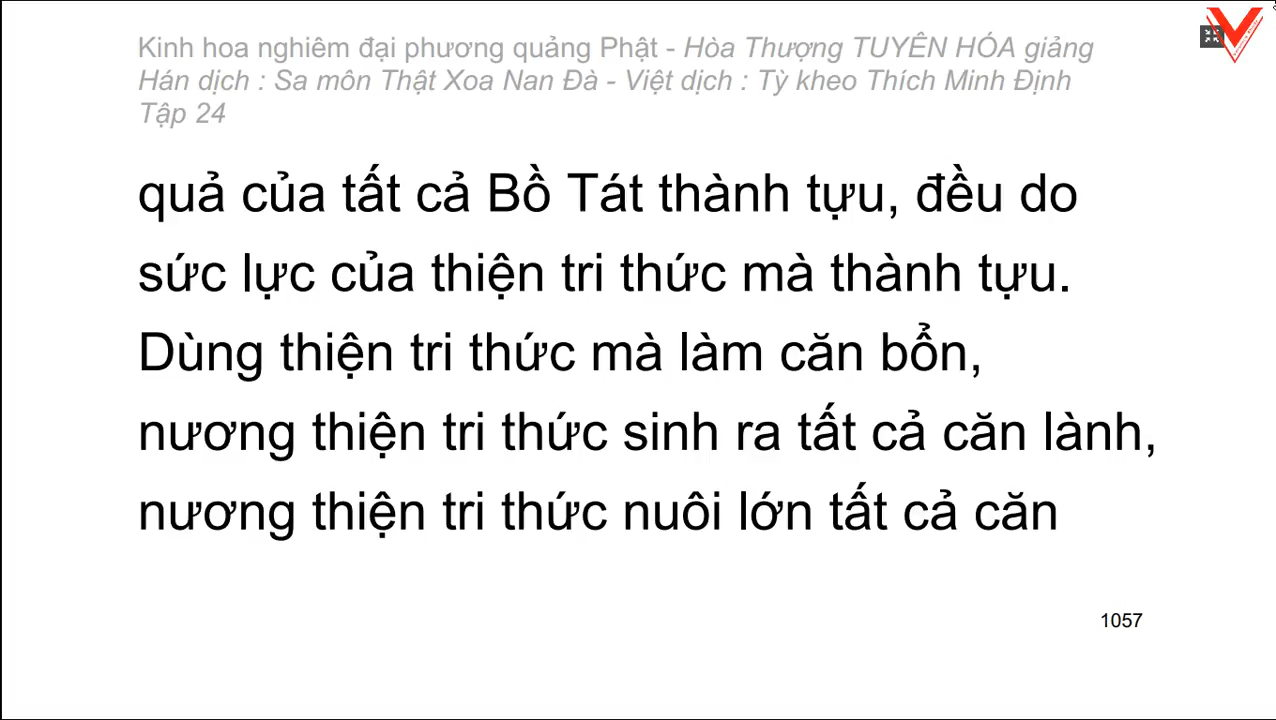 Kinh hoa nghiêm đại phương quảng Phật - Hòa Thượng TUYÊN HÓA giảng
Hán dịch : Sa môn Thật Xoa Nan Đà - Việt dịch : Tỳ kheo Thích Minh Định
Tập 24
quả của tất cả Bồ Tát thành tựu, đều do
sức lực của thiện tri thức mà thành tựu.
Dùng thiện tri thức mà làm căn bổn,
nương thiện tri thức sinh ra tất cả căn lành,
nương thiện tri thức nuôi lớn tất cả căn
1057